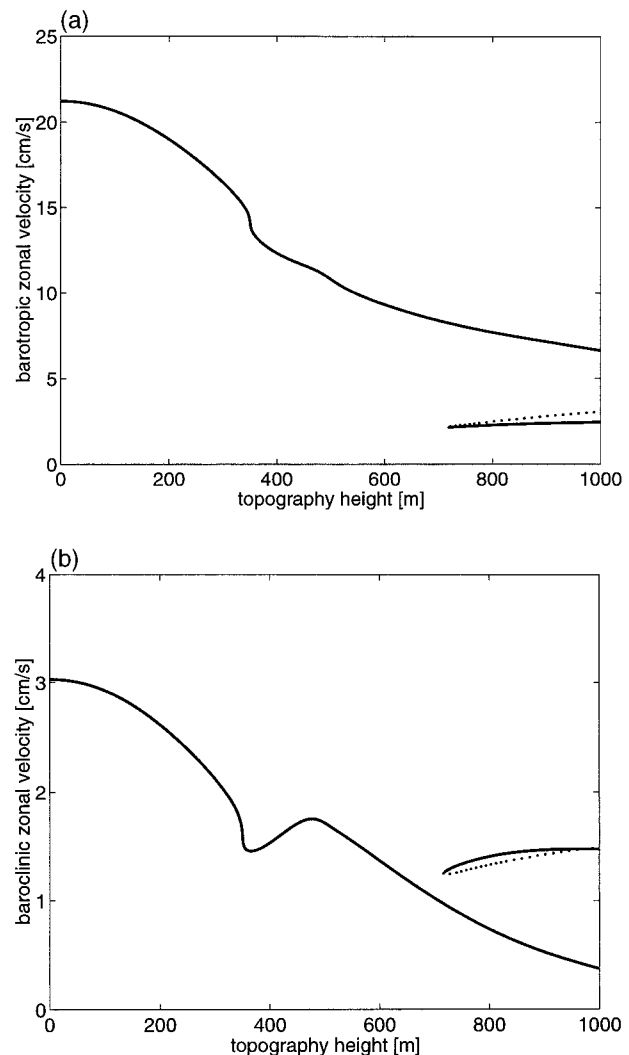 (a)
25
20
15
10
5
0
barotropic zonal velocity [cm/s]
0 200 400 600 800 1000
topography height [m]
(b)
4
3
2
1
0
baroclinic zonal velocity [cm/s]
0 200 400 600 800 1000
topography height [m]